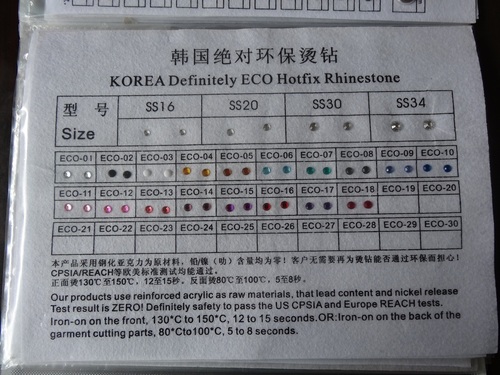 韩国绝对环保烫钻
KOREA Definitely ECO Hotfix Rhinestone
型 号 SS16 SS20 SS30 SS34
Size
ECO-01 ECO-02 ECO-03 ECO-04 ECO-05 ECO-06 ECO-07 ECO-08 ECO-09 ECO-10
ECO-11 ECO-12 ECO-13 ECO-14 ECO-15 ECO-16 ECO-17 ECO-18 ECO-19 ECO-20
ECO-21 ECO-22 ECO-23 ECO-24 ECO-25 ECO-26 ECO-27 ECO-28 ECO-29 ECO-30
本产品采用钢化亚克力为原材料,铅/镍(叻)含量均为零!客户无需要再为烫钻能否通过环保而担心!
CPSIA/REACH等欧美标准测试均能通过。
正面烫130℃至150℃,12至15秒。反面烫80℃至100℃,5至8秒。
Our products use reinforced acrylic as raw materials, that lead content and nickel release
Test result is ZERO! Definitely safety to pass the US CPSIA and Europe REACH tests.
Iron-on on the front, 130*C to 150*C, 12 to 15 seconds.OR:Iron-on on the back of the
garment cutting parts, 80*Cto100*C, 5 to 8 seconds.